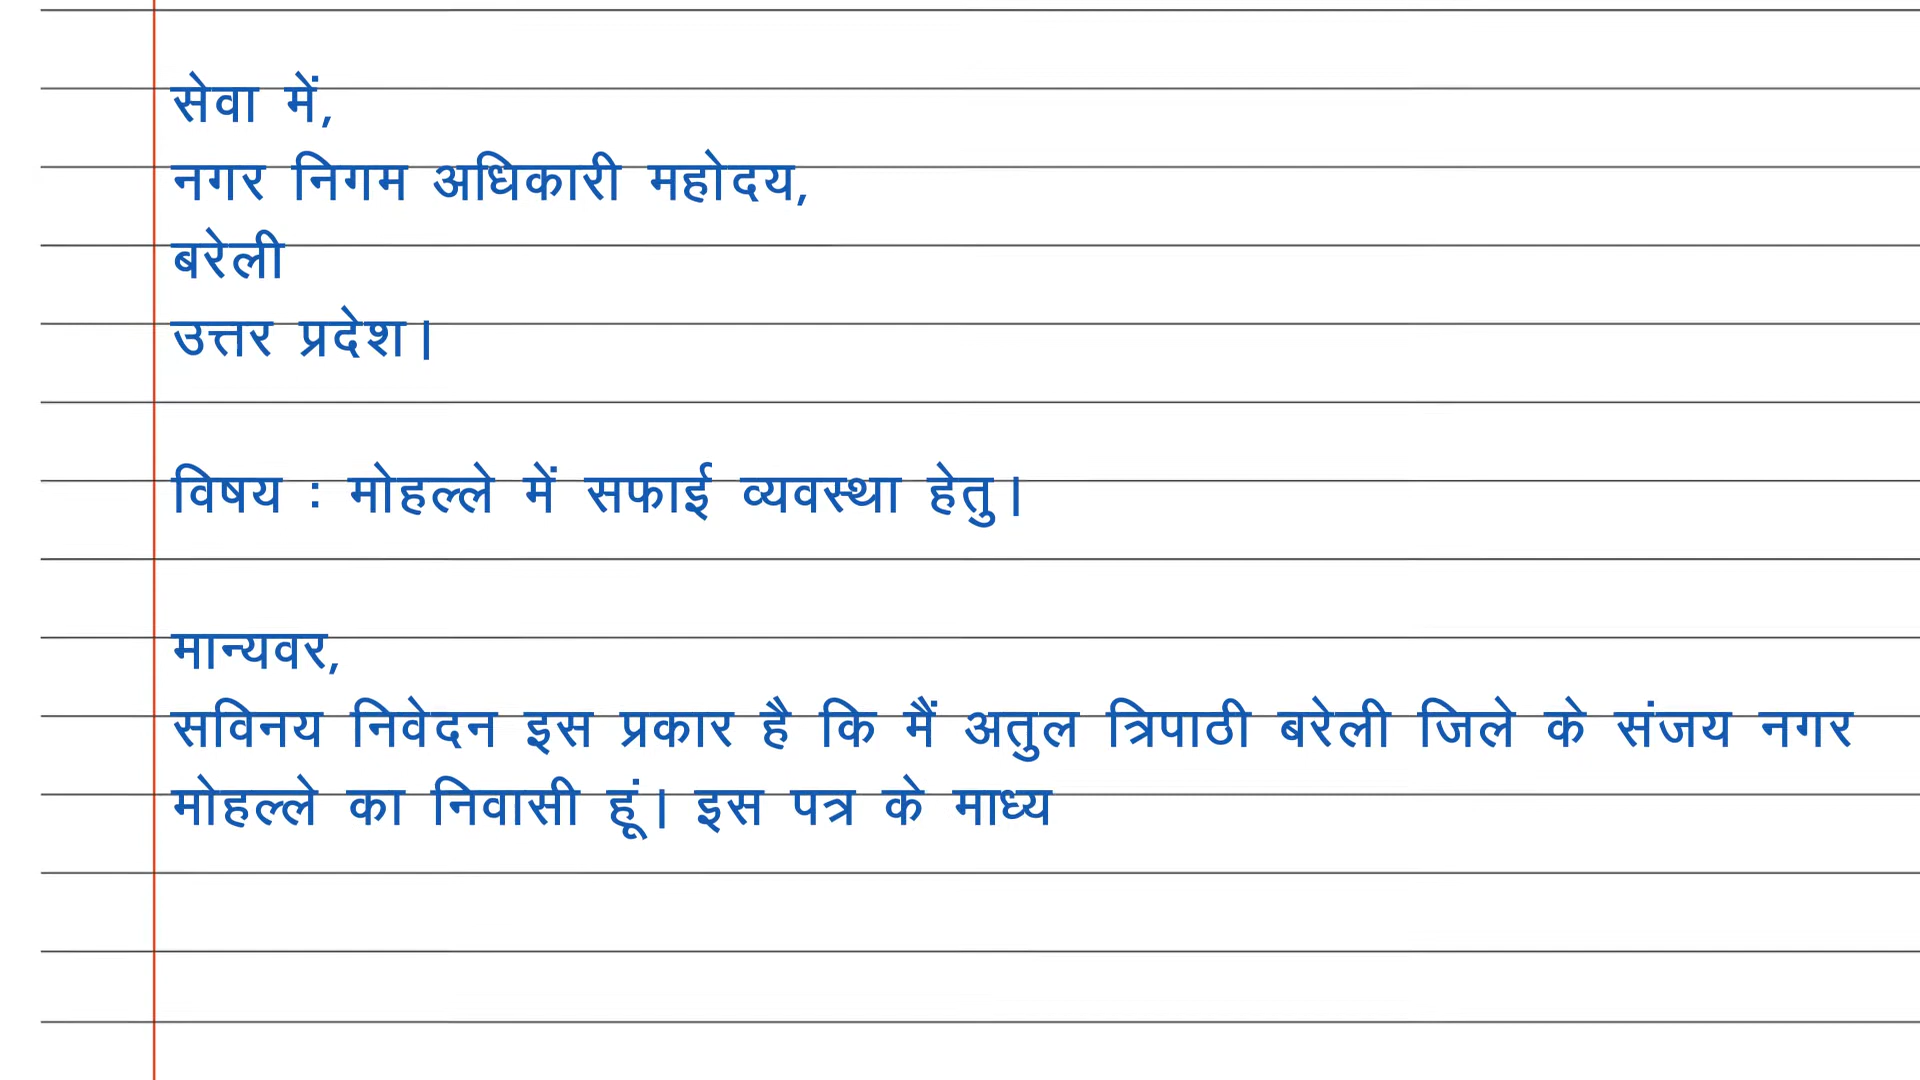 सेवा में,
नगर निगम अधिकारी महोदय,
बरेली
उत्तर प्रदेश।
विषय : मोहल्ले में सफाई व्यवस्था हेतु।
मान्यवर,
सविनय निवेदन इस प्रकार है कि मैं अतुल त्रिपाठी बरेली जिले के संजय नगर
मोहल्ले का निवासी हूं। इस पत्र के माध्य